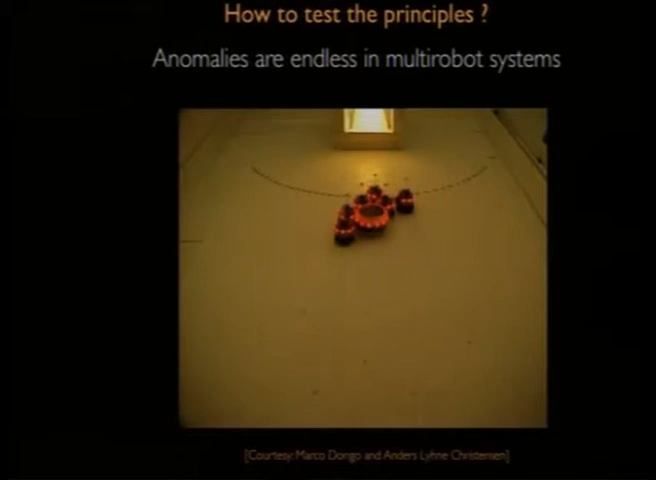 How to test the principles ?
Anomalies are endless in multirobot systems
[Courtesy: Marco Dorigo and Anders Lyhne Christensen]